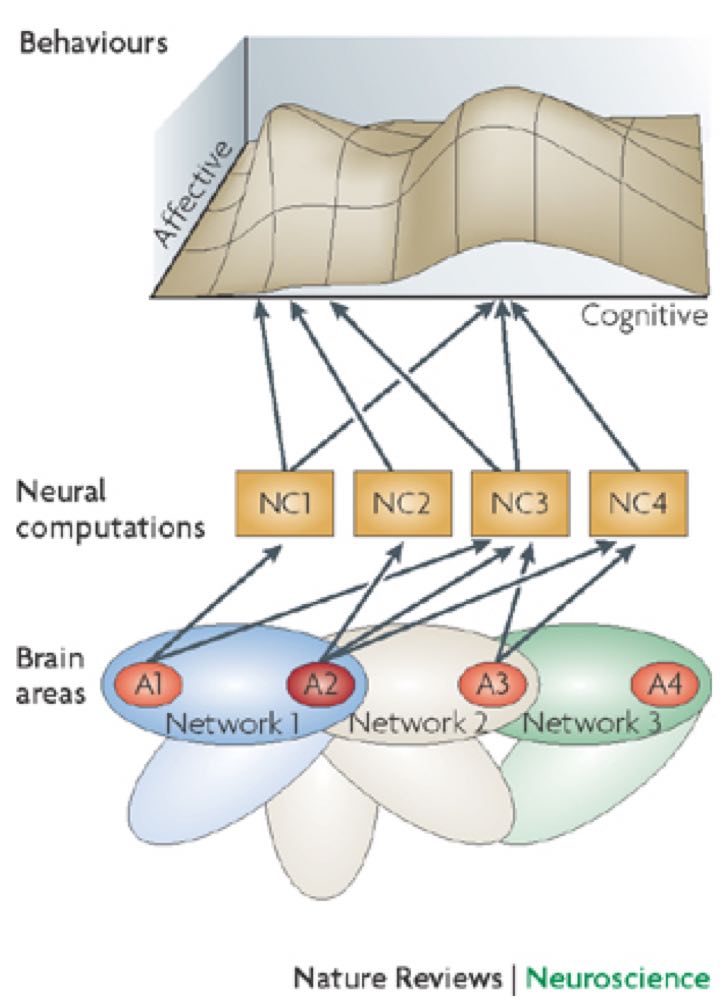 Behaviours
Affective
Cognitive
Neural
computations
NC1
NC2
NC3
NC4
Brain
areas
A1
A2
A3
A4
Network 1
Network 2
Network 3
Nature Reviews | Neuroscience